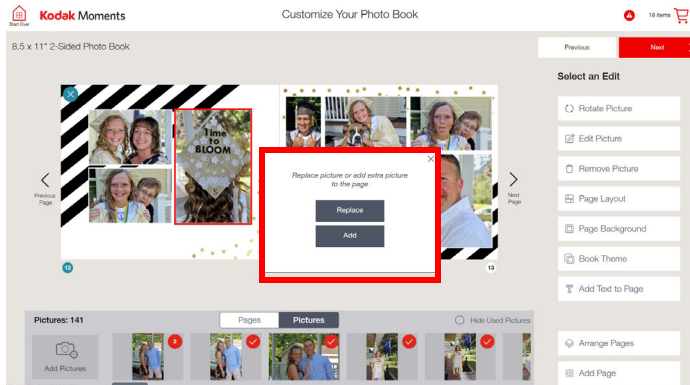 Kodak Moments
Customize Your Photo Book
18 items
Start Over
8.5 x 11" 2-Sided Photo Book
Previous
Next
Select an Edit
Rotate Picture
Edit Picture
Remove Picture
Page Layout
Page Background
Book Theme
Add Text to Page
Arrange Pages
Add Page
Time
to
BLOOM
Replace picture or add extra picture
to the page
Replace
Add
Previous
Page
Next
Page
12
13
Pictures: 141
Pages
Pictures
Hide Used Pictures
Add Pictures
2